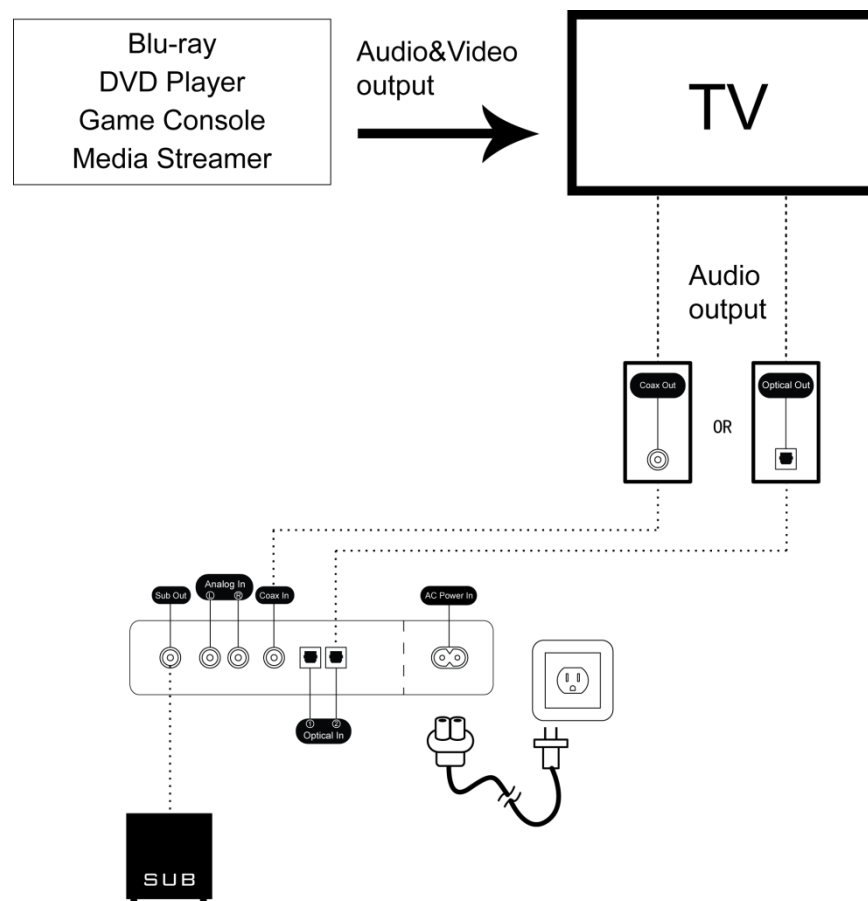 Blu-ray
DVD Player
Game Console
Media Streamer
Audio&Video
output
TV
Audio
output
Coax Out
OR
Optical Out
Sub Out
Analog In
L R
Coax In
AC Power In
1 2
Optical In
SUB